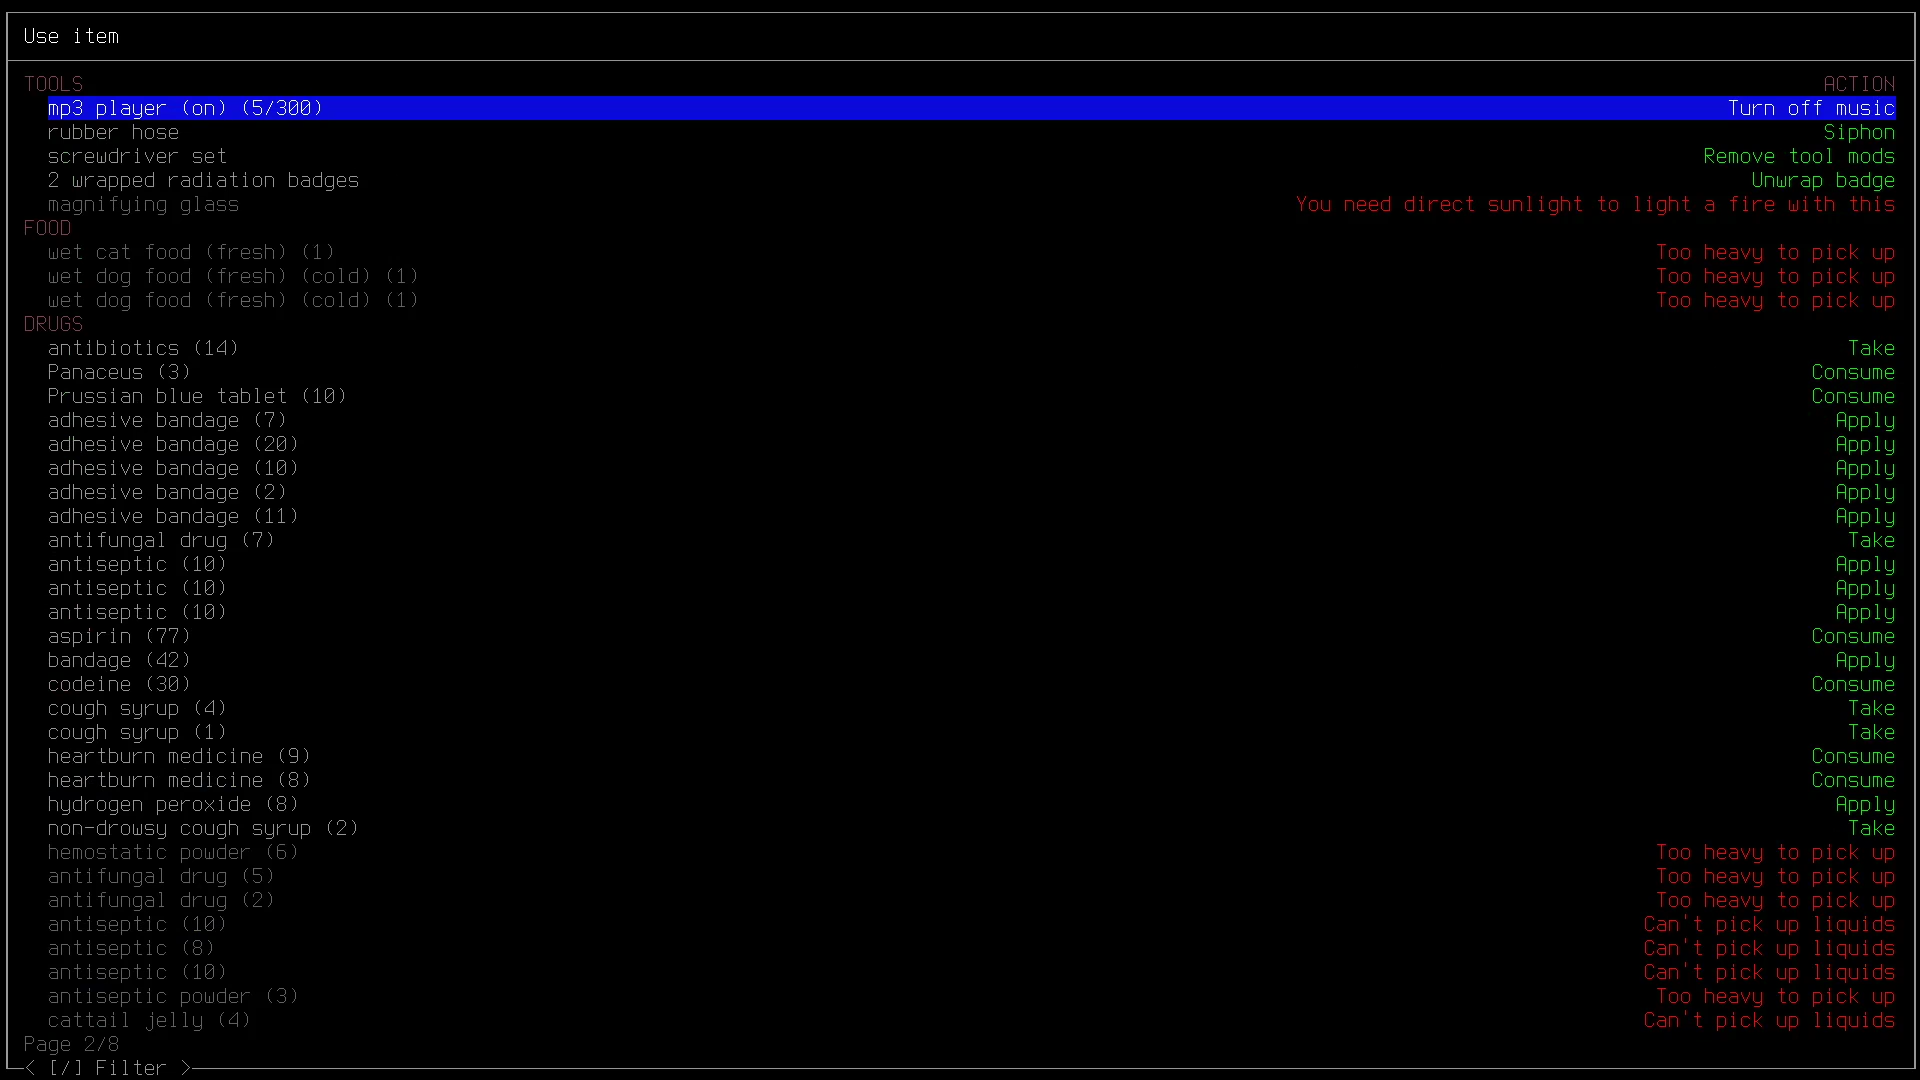 Use item
TOOLS ACTION
mp3 player (on) (5/300) Turn off music
rubber hose Siphon
screwdriver set Remove tool mods
2 wrapped radiation badges Unwrap badge
magnifying glass You need direct sunlight to light a fire with this
FOOD
wet cat food (fresh) (1) Too heavy to pick up
wet dog food (fresh) (cold) (1) Too heavy to pick up
wet dog food (fresh) (cold) (1) Too heavy to pick up
DRUGS
antibiotics (14) Take
Panaceus (3) Consume
Prussian blue tablet (10) Consume
adhesive bandage (7) Apply
adhesive bandage (20) Apply
adhesive bandage (10) Apply
adhesive bandage (2) Apply
adhesive bandage (11) Apply
antifungal drug (7) Take
antiseptic (10) Apply
antiseptic (10) Apply
antiseptic (10) Apply
aspirin (77) Consume
bandage (42) Apply
codeine (30) Consume
cough syrup (4) Take
cough syrup (1) Take
heartburn medicine (9) Consume
heartburn medicine (8) Consume
hydrogen peroxide (8) Apply
non-drowsy cough syrup (2) Take
hemostatic powder (6) Too heavy to pick up
antifungal drug (5) Too heavy to pick up
antifungal drug (2) Too heavy to pick up
antiseptic (10) Can't pick up liquids
antiseptic (8) Can't pick up liquids
antiseptic (10) Can't pick up liquids
antiseptic powder (3) Too heavy to pick up
cattail jelly (4) Can't pick up liquids
Page 2/8
< [/] Filter >